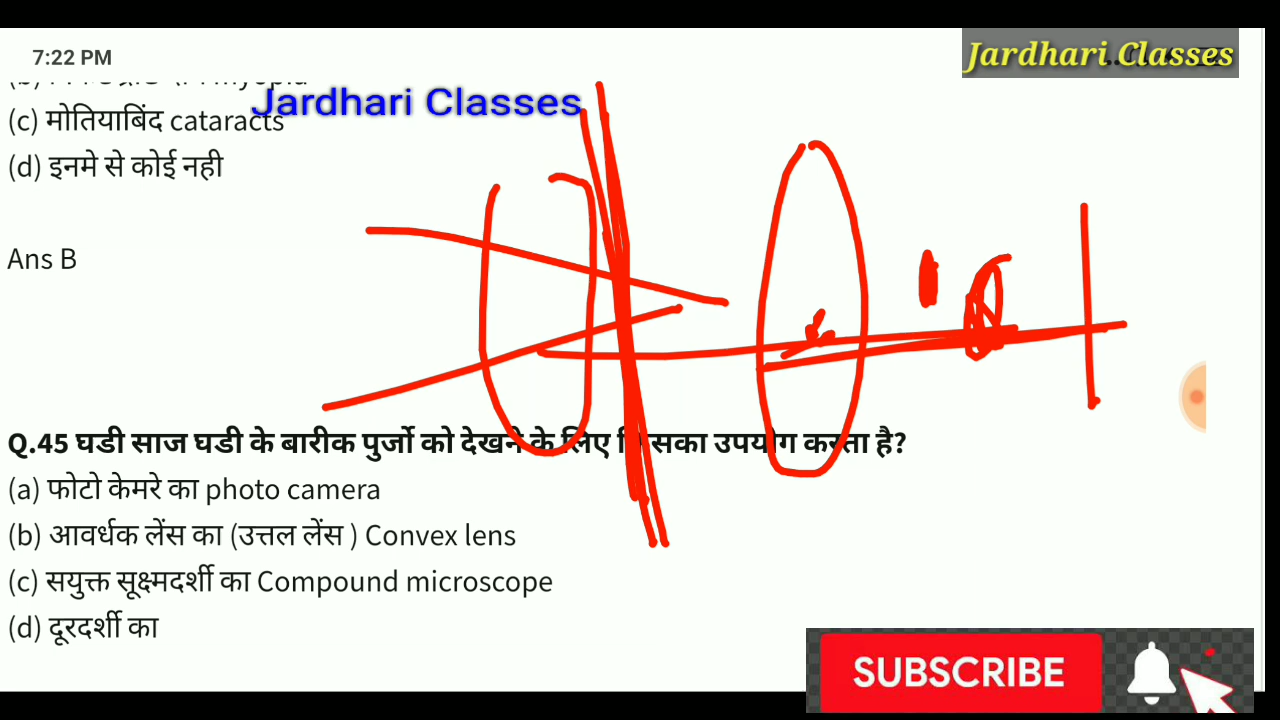 7:22 PM
Jardhari Classes
(b) myopia
Jardhari Classes
(c) मोतियाबिंद cataracts
(d) इनमे से कोई नही
Ans B
Q.45 घडी साज घडी के बारीक पुर्जो को देखने के लिए किसका उपयोग करता है?
(a) फोटो केमरे का photo camera
(b) आवर्धक लेंस का (उत्तल लेंस ) Convex lens
(c) सयुक्त सूक्ष्मदर्शी का Compound microscope
(d) दूरदर्शी का
SUBSCRIBE